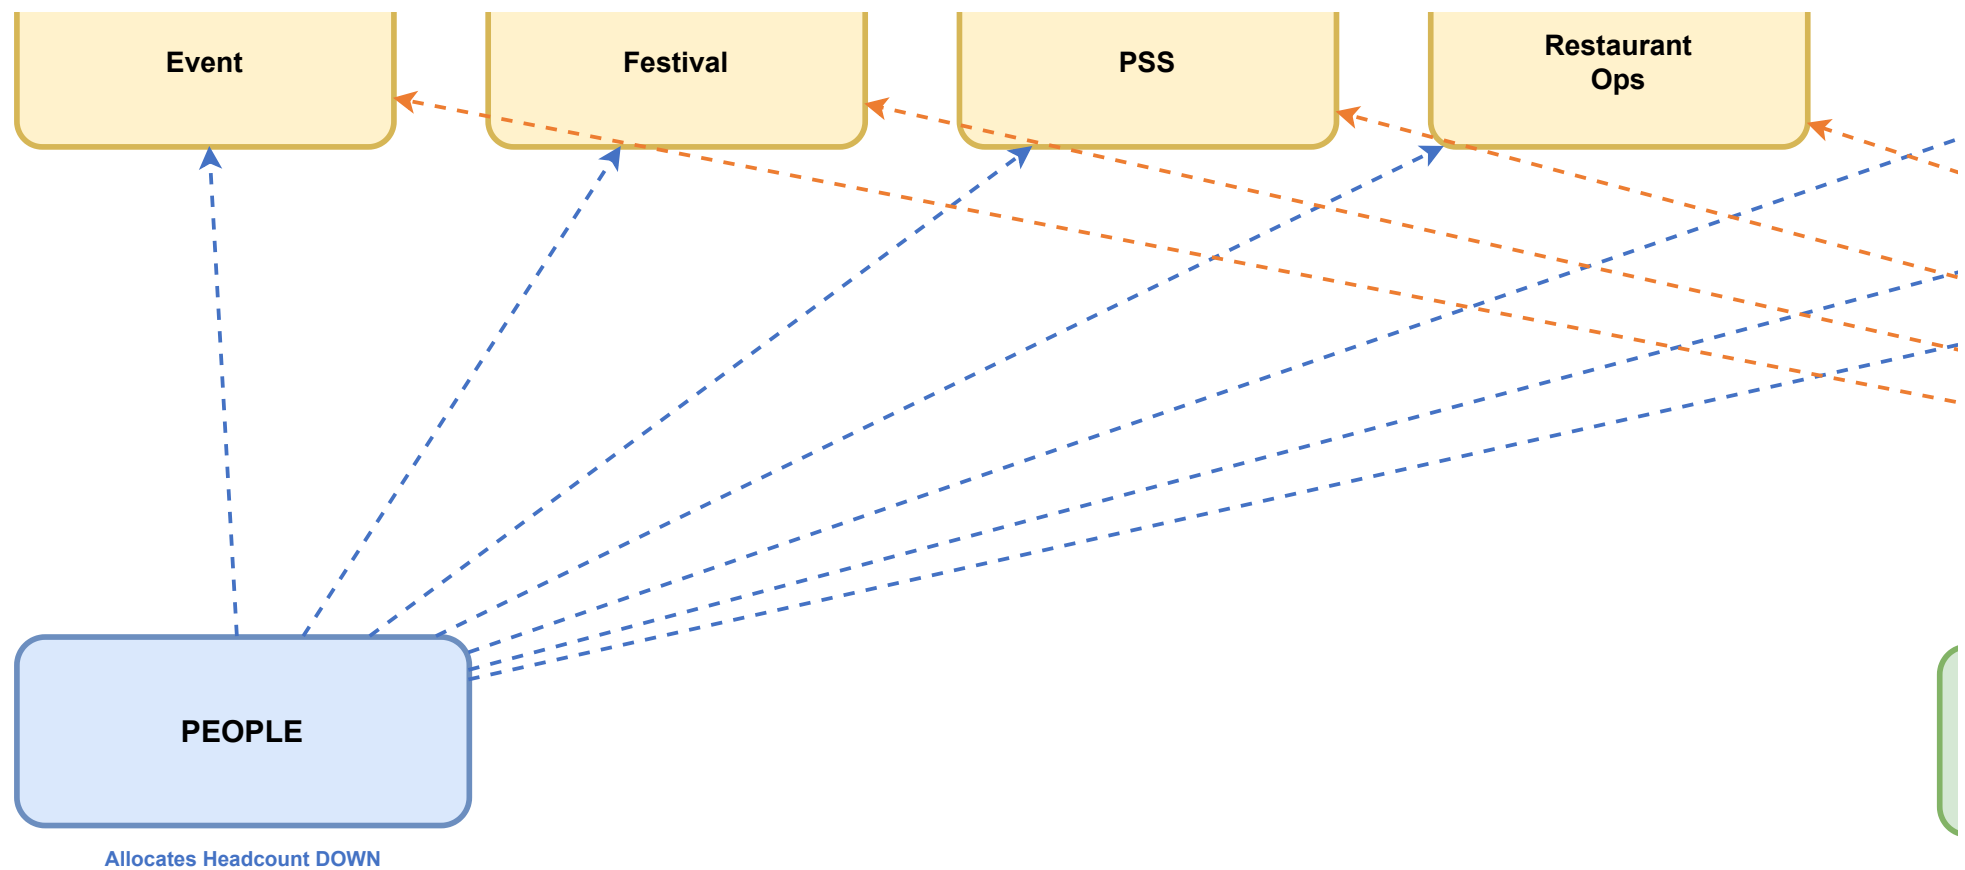 Event
Festival
PSS
Restaurant
Ops
PEOPLE
Allocates Headcount DOWN